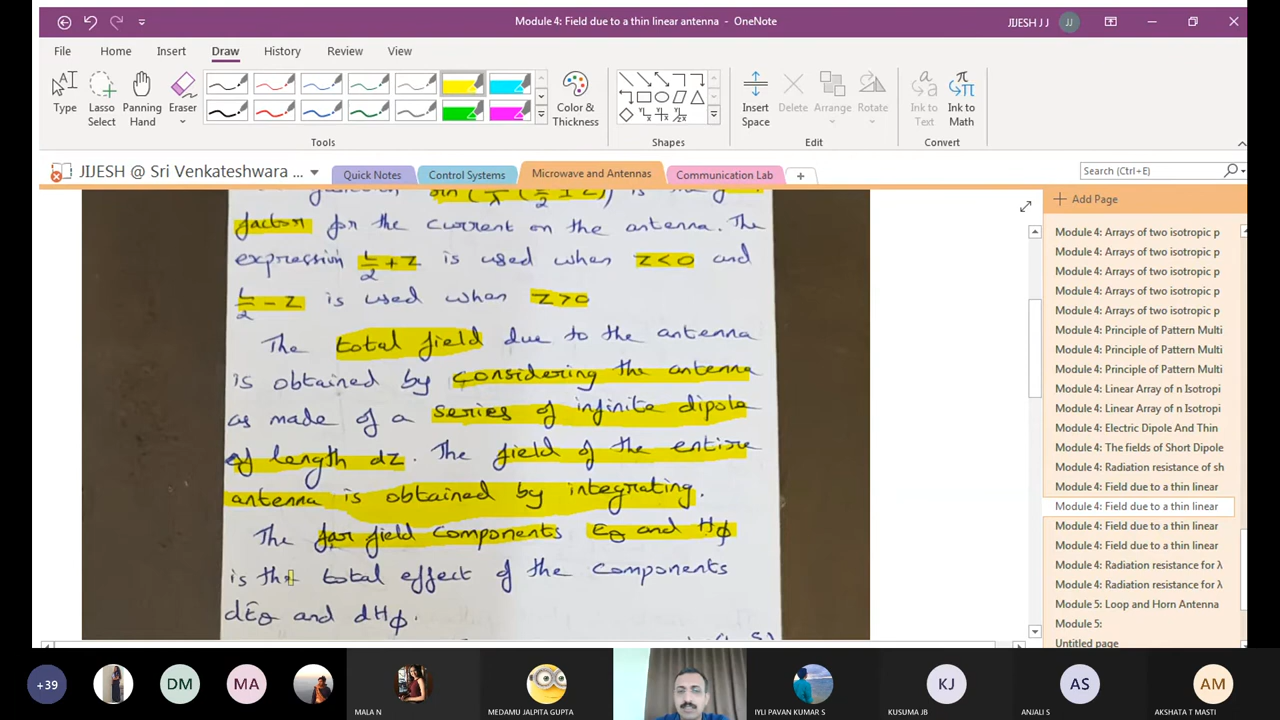 Module 4: Field due to a thin linear antenna - OneNote
JIJESH J J
JJ
File
Home
Insert
Draw
History
Review
View
Type
Lasso Select
Panning Hand
Eraser
Color & Thickness
Insert Space
Delete
Arrange
Rotate
Ink to Text
Ink to Math
Tools
Shapes
Edit
Convert
JIJESH @ Sri Venkateshwara ...
Quick Notes
Control Systems
Microwave and Antennas
Communication Lab
Search (Ctrl+E)
factor for the current on the antenna. The
expression L/2 + Z is used when Z < 0 and
L/2 - Z is used when Z > 0
The total field due to the antenna
is obtained by considering the antenna
as made of a series of infinite dipole
of length dZ. The field of the entire
antenna is obtained by integrating.
The far field components Eθ and Hϕ
is the total effect of the components
dEθ and dHϕ.
Add Page
Module 4: Arrays of two isotropic p
Module 4: Arrays of two isotropic p
Module 4: Arrays of two isotropic p
Module 4: Arrays of two isotropic p
Module 4: Arrays of two isotropic p
Module 4: Principle of Pattern Multi
Module 4: Principle of Pattern Multi
Module 4: Principle of Pattern Multi
Module 4: Linear Array of n Isotropi
Module 4: Linear Array of n Isotropi
Module 4: Electric Dipole And Thin
Module 4: The fields of Short Dipole
Module 4: Radiation resistance of sh
Module 4: Field due to a thin linear
Module 4: Field due to a thin linear
Module 4: Field due to a thin linear
Module 4: Field due to a thin linear
Module 4: Radiation resistance for λ
Module 4: Radiation resistance for λ
Module 5: Loop and Horn Antenna
Module 5:
Untitled page
+39
DM
MA
MALA N
MEDAMU JALPITA GUPTA
IYLI PAVAN KUMAR S
KJ
KUSUMA JB
AS
ANJALI S
AM
AKSHATA T MASTI